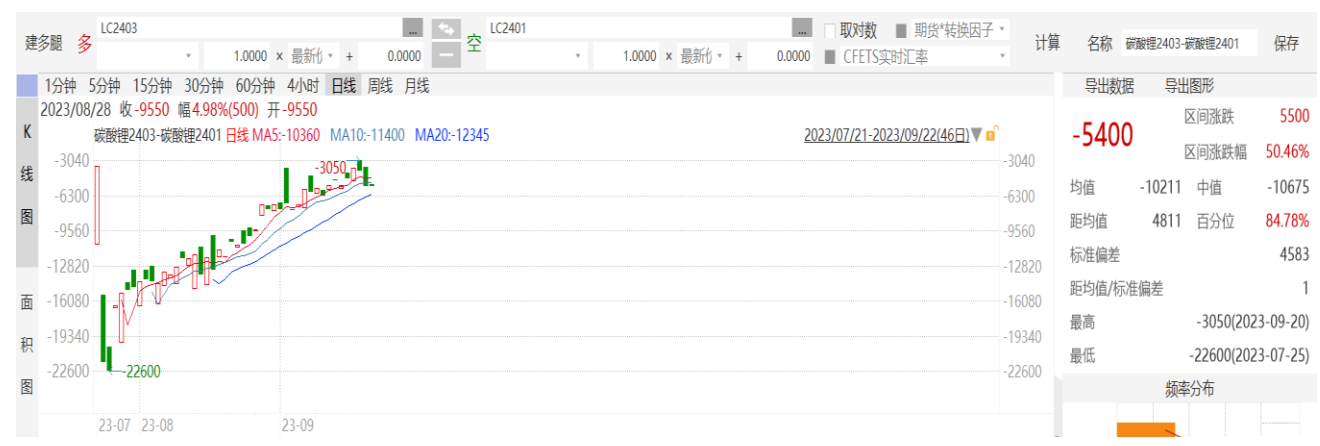 建多腿 多 LC2403 ... 空 LC2401 ... 取对数 期货*转换因子 计算 名称 碳酸锂2403-碳酸锂2401 保存
1.0000 × 最新价 + 0.0000 1.0000 × 最新价 + 0.0000 CFETS实时汇率
1分钟 5分钟 15分钟 30分钟 60分钟 4小时 日线 周线 月线
2023/08/28 收-9550 幅4.98%(500) 开-9550
碳酸锂2403-碳酸锂2401 日线 MA5:-10360 MA10:-11400 MA20:-12345 2023/07/21-2023/09/22(46日)
K线图
面积图
-3040 -3050 -3040
-6300 -6300
-9560 -9560
-12820 -12820
-16080 -16080
-19340 -19340
-22600 -22600 -22600
23-07 23-08 23-09
导出数据 导出图形
-5400
区间涨跌 5500
区间涨跌幅 50.46%
均值 -10211 中值 -10675
距均值 4811 百分位 84.78%
标准偏差 4583
距均值/标准偏差 1
最高 -3050(2023-09-20)
最低 -22600(2023-07-25)
频率分布